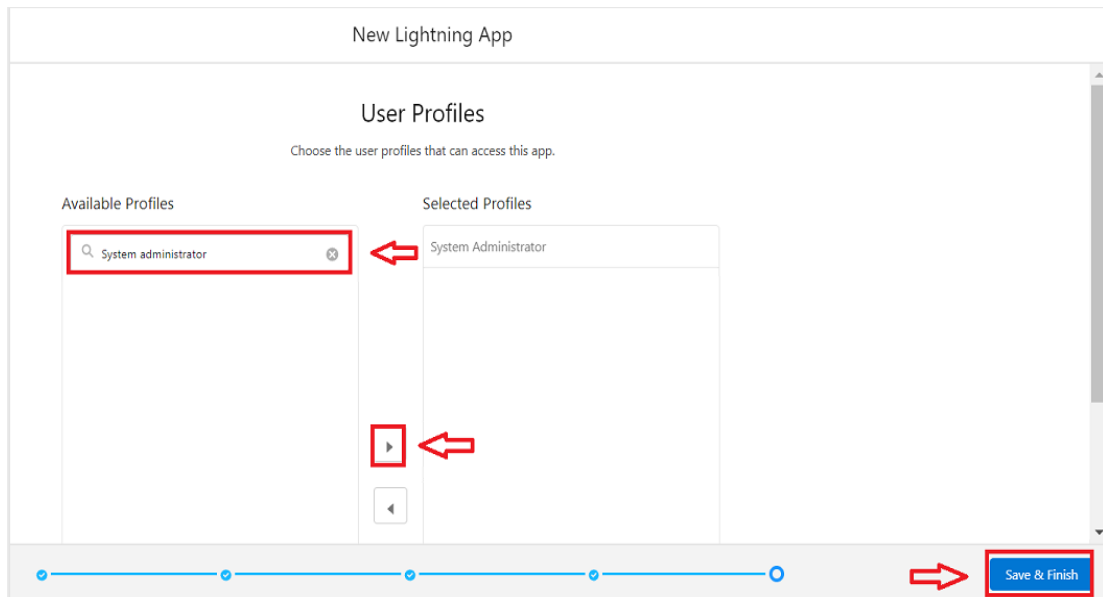 New Lightning App
User Profiles
Choose the user profiles that can access this app.
Available Profiles
Selected Profiles
System administrator
System Administrator
Save & Finish